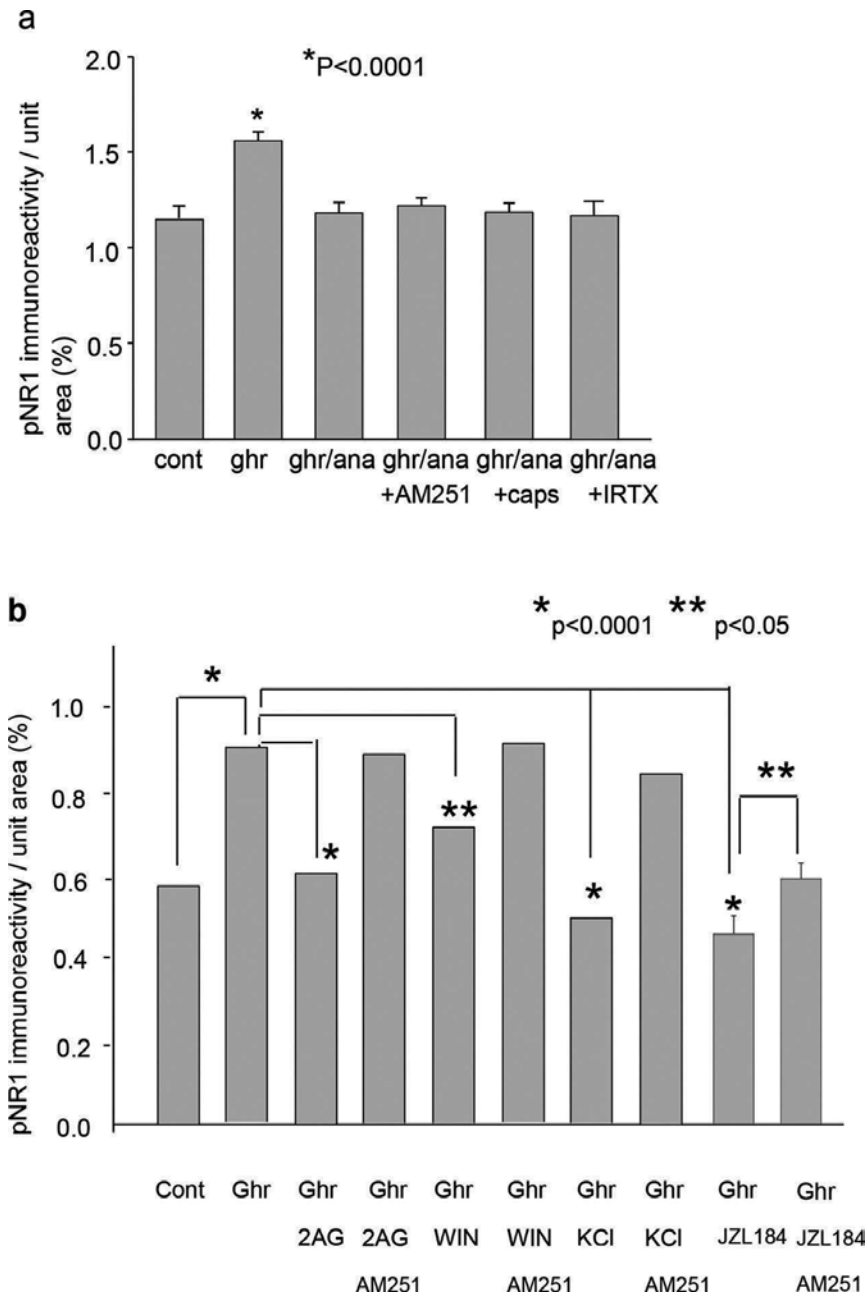 a
*P<0.0001
2.0
1.5
1.0
0.5
0.0
pNR1 immunoreactivity / unit
area (%)
*
cont ghr ghr/ana ghr/ana ghr/ana ghr/ana
+AM251 +caps +IRTX
b
* p<0.0001 ** p<0.05
pNR1 immunoreactivity / unit area (%)
1.0
0.8
0.6
0.4
0.2
0.0
*
*
**
*
*
**
Cont Ghr Ghr Ghr Ghr Ghr Ghr Ghr Ghr Ghr
2AG 2AG WIN WIN KCl KCl JZL184 JZL184
AM251 AM251 AM251 AM251